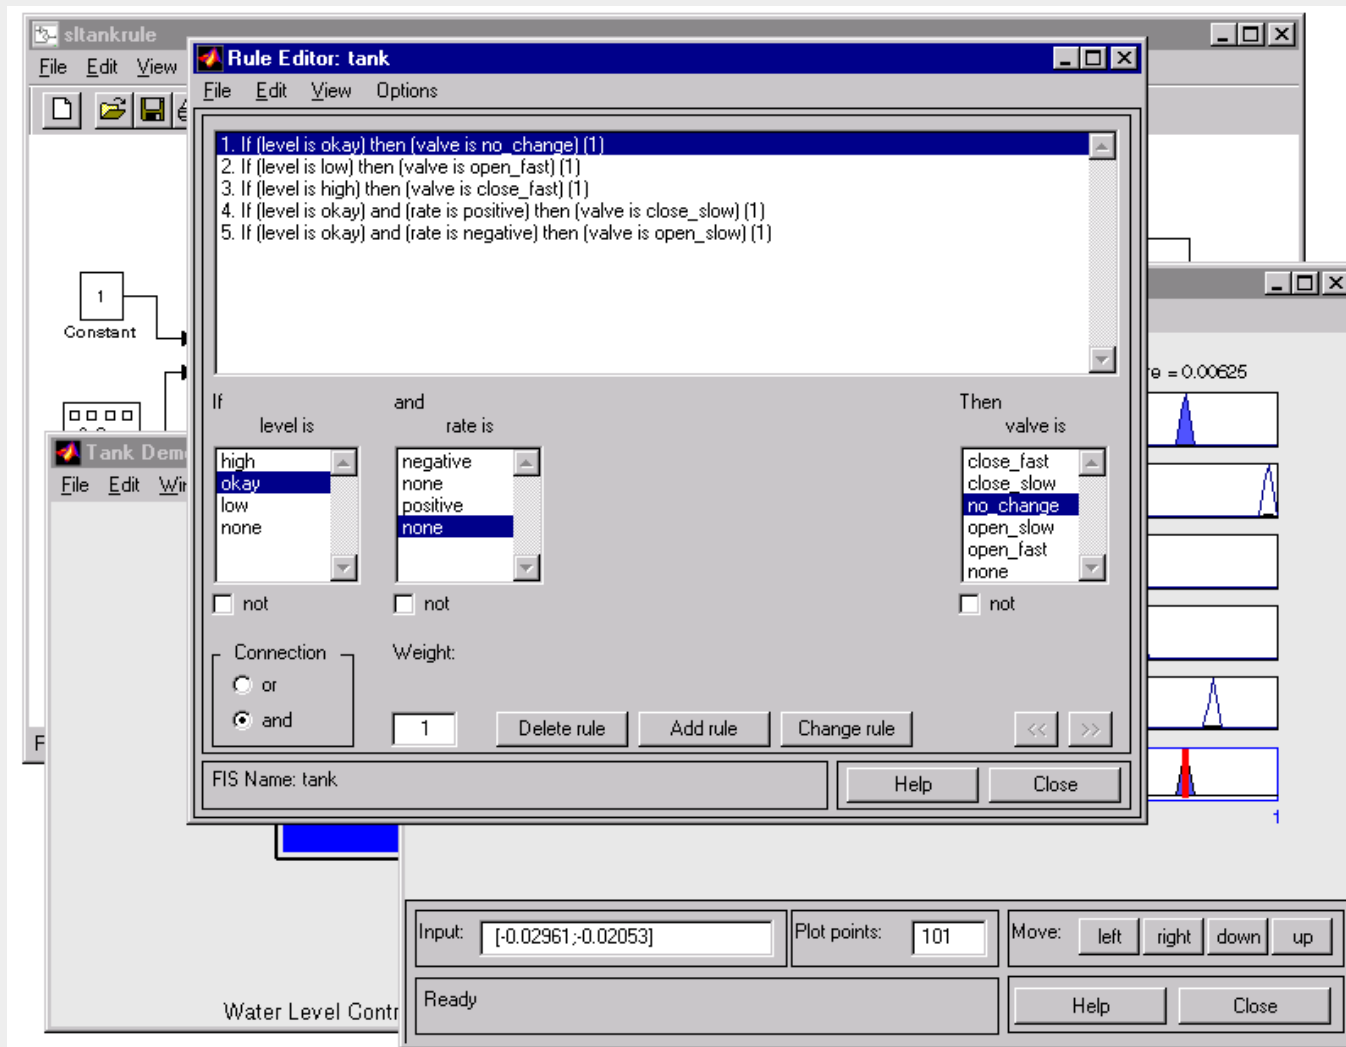 sltankrule
File Edit View
Rule Editor: tank
File Edit View Options
1. If (level is okay) then (valve is no_change) (1)
2. If (level is low) then (valve is open_fast) (1)
3. If (level is high) then (valve is close_fast) (1)
4. If (level is okay) and (rate is positive) then (valve is close_slow) (1)
5. If (level is okay) and (rate is negative) then (valve is open_slow) (1)
1
Constant
= 0.00625
If and Then
level is rate is valve is
high negative close_fast
okay none close_slow
low positive no_change
none none open_slow
open_fast
none
not not not
Tank Dem
File Edit Wi
Connection Weight:
or
and 1 Delete rule Add rule Change rule << >>
F
FIS Name: tank Help Close
1
Input: [-0.02961;-0.02053] Plot points: 101 Move: left right down up
Ready Help Close
Water Level Contr